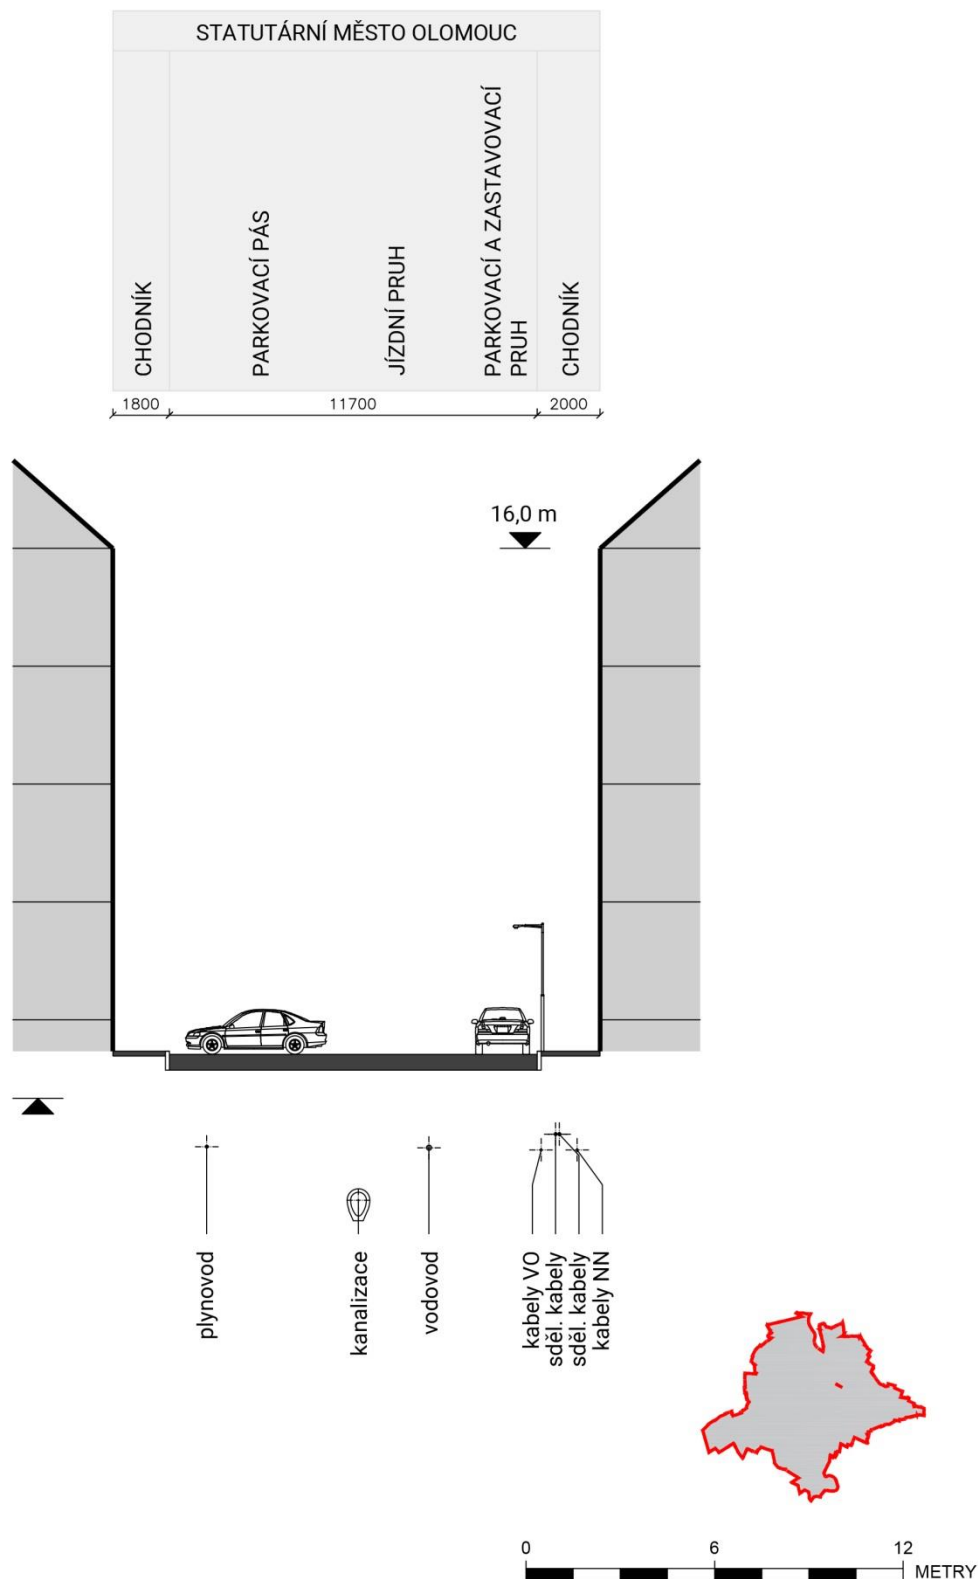 STATUTÁRNÍ MĚSTO OLOMOUC
CHODNÍK
PARKOVACÍ PÁS
JÍZDNÍ PRUH
PARKOVACÍ A ZASTAVOVACÍ
PRUH
CHODNÍK
1800
11700
2000
16,0 m
plynovod
kanalizace
vodovod
kabely VO
sděl. kabely
sděl. kabely
kabely NN
0
6
12
METRY